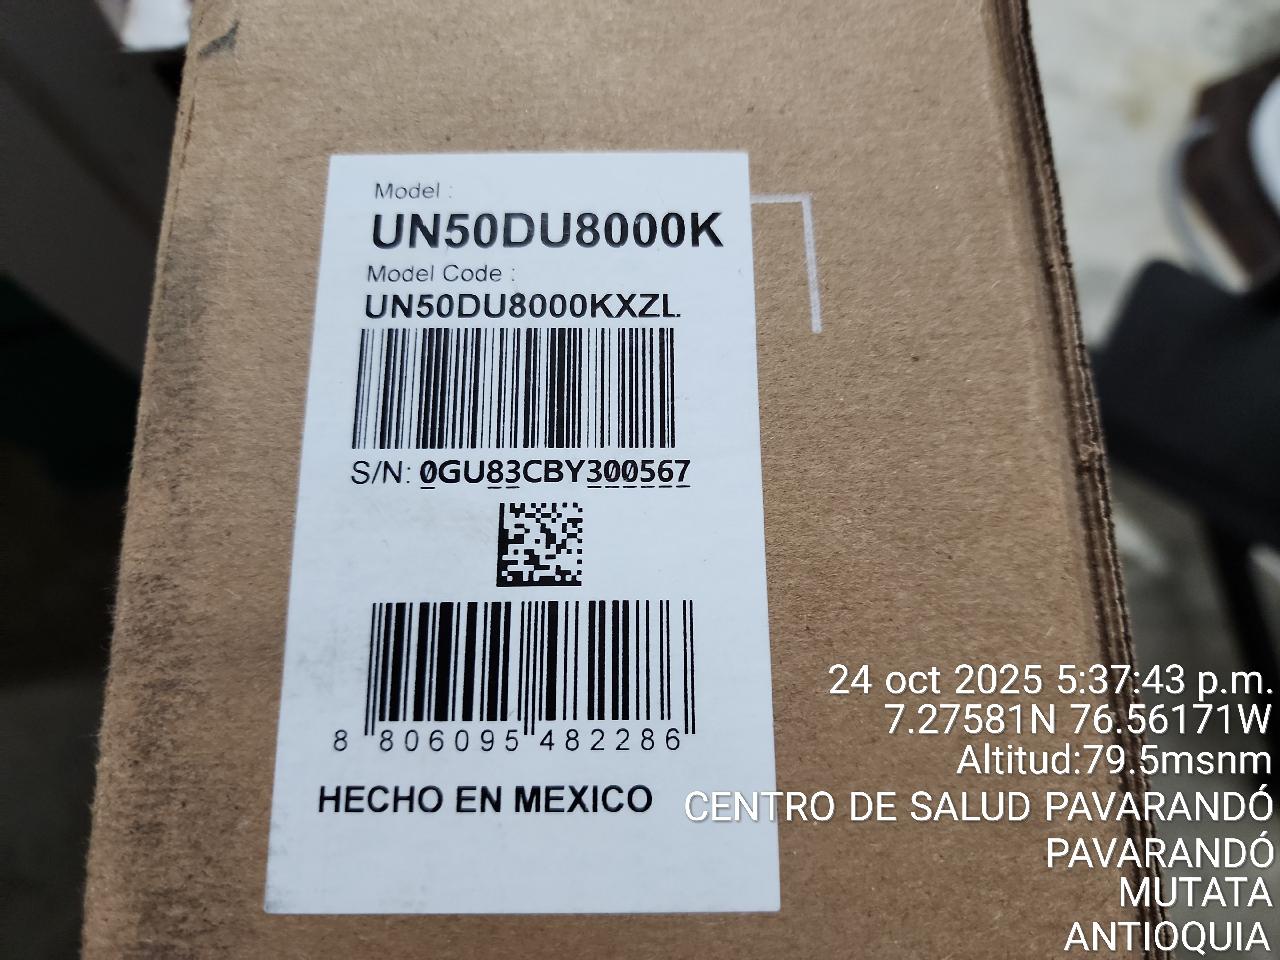 Model :
UN50DU8000K
Model Code :
UN50DU8000KXZL
S/N: 0GU83CBY300567
8 806095 482286
HECHO EN MEXICO
24 oct 2025 5:37:43 p.m.
7.27581N 76.56171W
Altitud:79.5msnm
CENTRO DE SALUD PAVARANDÓ
PAVARANDÓ
MUTATA
ANTIOQUIA